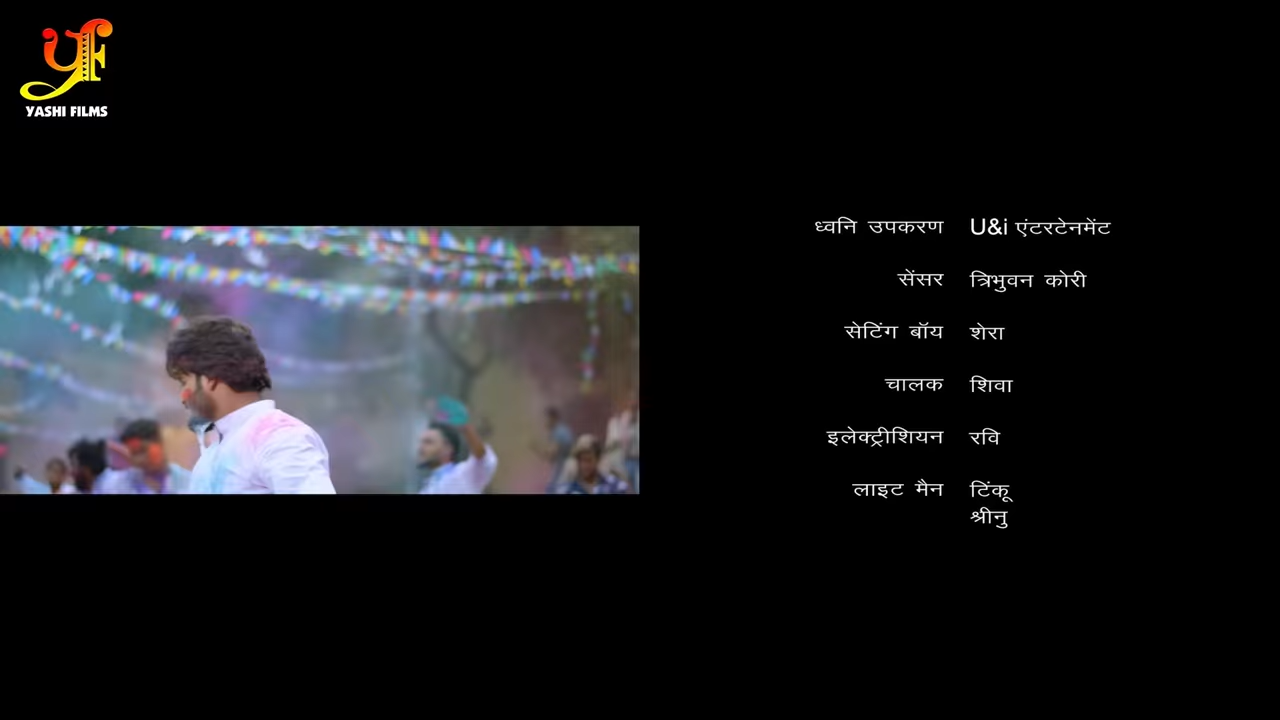 YASHI FILMS
ध्वनि उपकरण U&i एंटरटेनमेंट
सेंसर त्रिभुवन कोरी
सेटिंग बॉय शेरा
चालक शिवा
इलेक्ट्रीशियन रवि
लाइट मैन टिंकू
श्रीनु